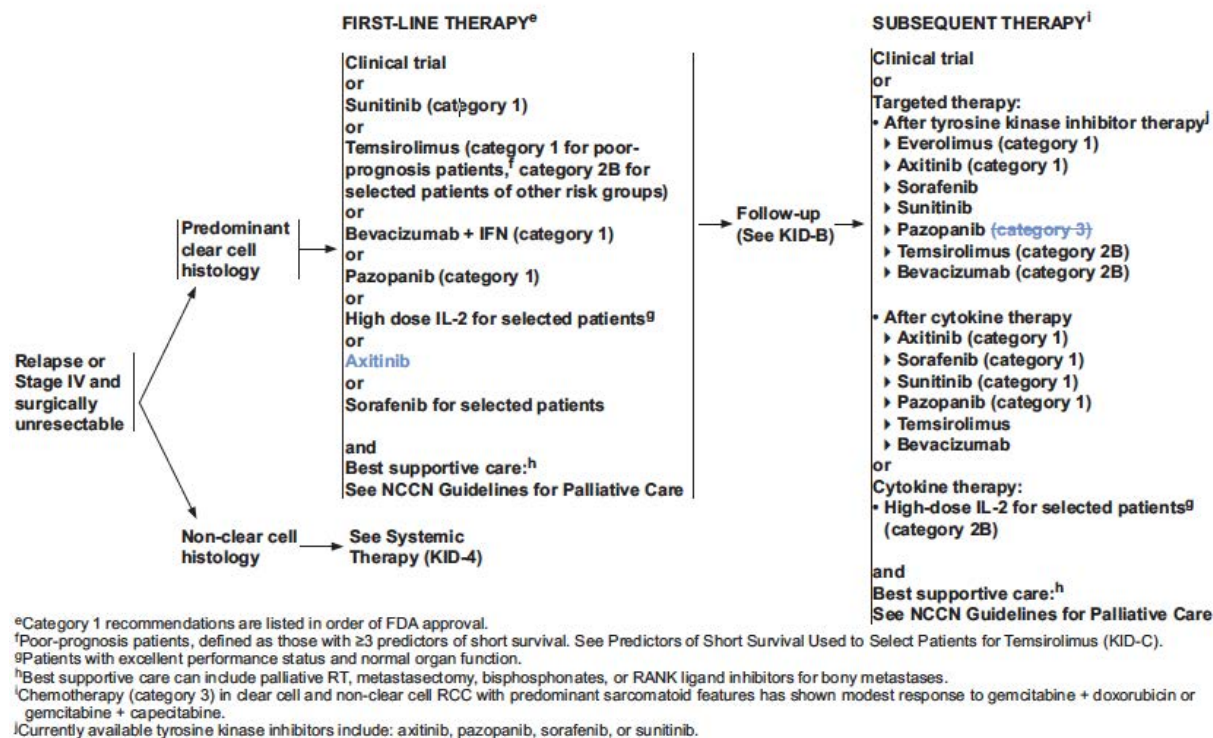 FIRST-LINE THERAPYe
Clinical trial
or
Sunitinib (category 1)
or
Temsirolimus (category 1 for poor-
prognosis patients,f category 2B for
selected patients of other risk groups)
or
Bevacizumab + IFN (category 1)
or
Pazopanib (category 1)
or
High dose IL-2 for selected patientsg
or
Axitinib
or
Sorafenib for selected patients
and
Best supportive care:h
See NCCN Guidelines for Palliative Care
Predominant
clear cell
histology
Relapse or
Stage IV and
surgically
unresectable
Non-clear cell
histology
See Systemic
Therapy (KID-4)
Follow-up
(See KID-B)
SUBSEQUENT THERAPYi
Clinical trial
or
Targeted therapy:
• After tyrosine kinase inhibitor therapyj
Everolimus (category 1)
Axitinib (category 1)
Sorafenib
Sunitinib
Pazopanib (category 3)
Temsirolimus (category 2B)
Bevacizumab (category 2B)
• After cytokine therapy
Axitinib (category 1)
Sorafenib (category 1)
Sunitinib (category 1)
Pazopanib (category 1)
Temsirolimus
Bevacizumab
or
Cytokine therapy:
• High-dose IL-2 for selected patientsg
(category 2B)
and
Best supportive care:h
See NCCN Guidelines for Palliative Care
eCategory 1 recommendations are listed in order of FDA approval.
fPoor-prognosis patients, defined as those with ≥3 predictors of short survival. See Predictors of Short Survival Used to Select Patients for Temsirolimus (KID-C).
gPatients with excellent performance status and normal organ function.
hBest supportive care can include palliative RT, metastasectomy, bisphosphonates, or RANK ligand inhibitors for bony metastases.
iChemotherapy (category 3) in clear cell and non-clear cell RCC with predominant sarcomatoid features has shown modest response to gemcitabine + doxorubicin or
gemcitabine + capecitabine.
jCurrently available tyrosine kinase inhibitors include: axitinib, pazopanib, sorafenib, or sunitinib.